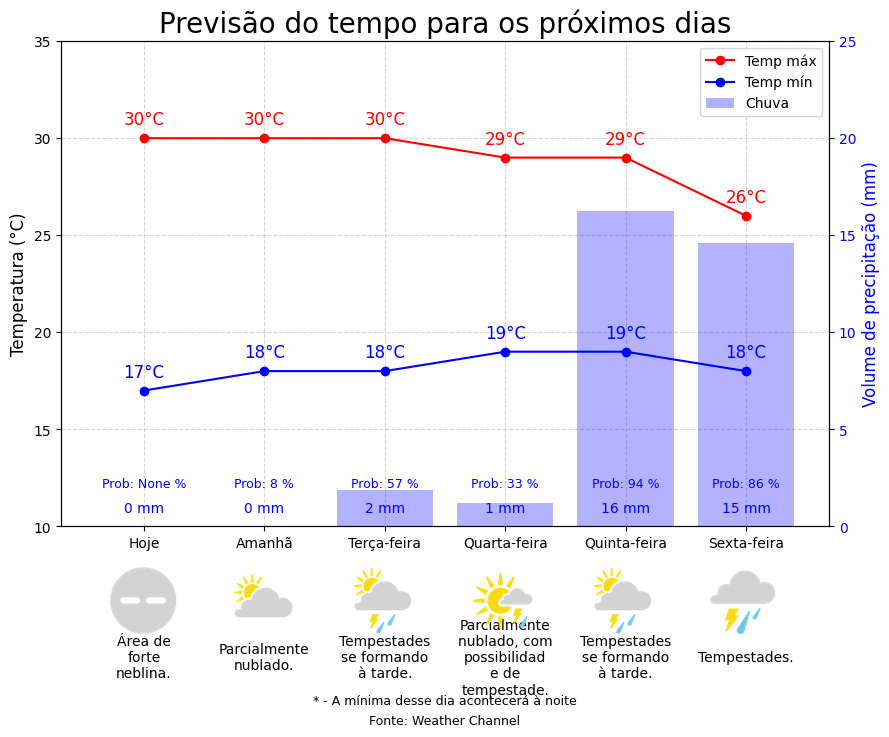 Previsão do tempo para os próximos dias
35
30
25
20
15
10
Temperatura (°C)
25
20
15
10
5
0
Volume de precipitação (mm)
Temp máx
Temp mín
Chuva
30°C 30°C 30°C 29°C 29°C 26°C
17°C 18°C 18°C 19°C 19°C 18°C
Prob: None % Prob: 8 % Prob: 57 % Prob: 33 % Prob: 94 % Prob: 86 %
0 mm 0 mm 2 mm 1 mm 16 mm 15 mm
Hoje Amanhã Terça-feira Quarta-feira Quinta-feira Sexta-feira
Área de
forte
neblina.
Parcialmente
nublado.
Tempestades
se formando
à tarde.
Parcialmente
nublado, com
possibilidad
e de
tempestade.
Tempestades
se formando
à tarde.
Tempestades.
* - A mínima desse dia acontecerá à noite
Fonte: Weather Channel